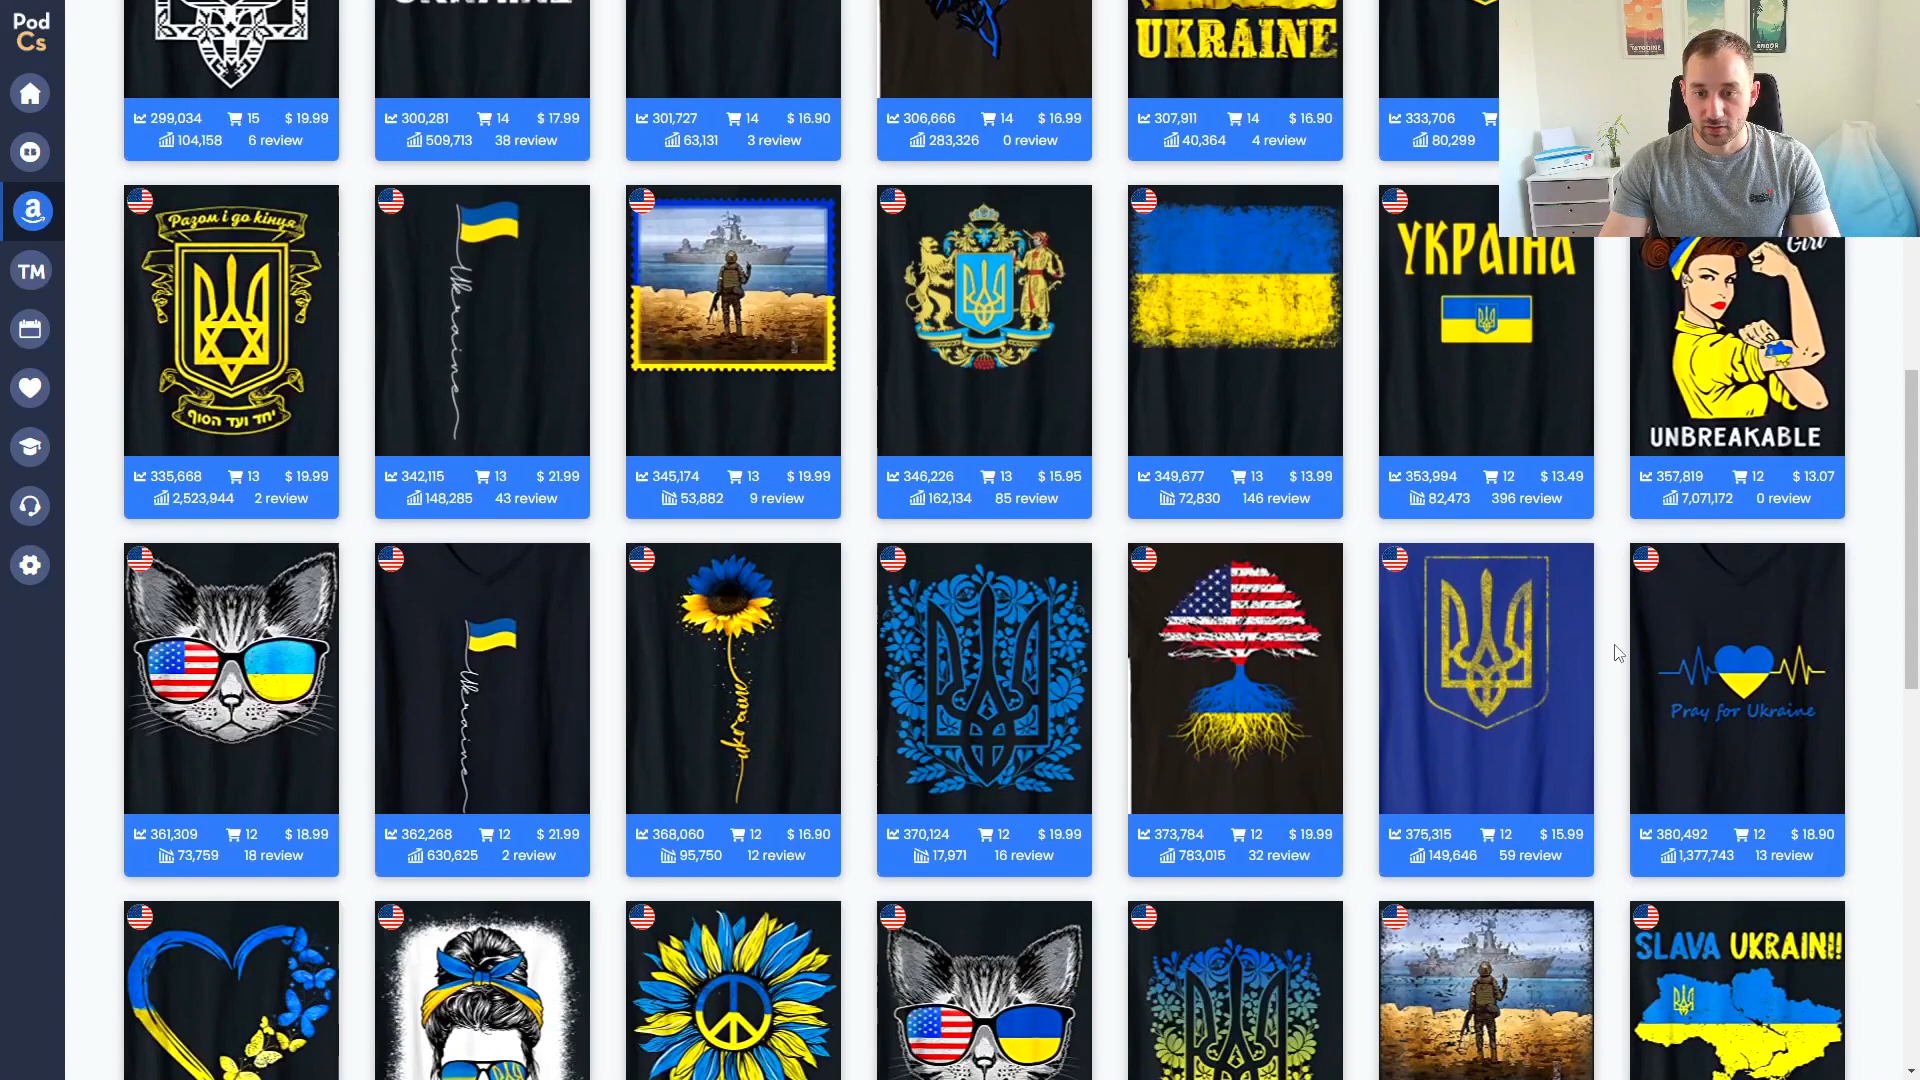 Pod
Cs
UKRAINE
UKRAINE
299,034 15 $ 19.99
104,158 6 review
300,281 14 $ 17.99
509,713 38 review
301,727 14 $ 16.90
63,131 3 review
306,666 14 $ 16.99
283,326 0 review
307,911 14 $ 16.90
40,364 4 review
333,706
80,299
TATOOINE
ENDOR
RB
a
TM
Разом і до кінця
יחד ועד הסוף
Ukraine
УКРАЇНА
Girl
UNBREAKABLE
335,668 13 $ 19.99
2,523,944 2 review
342,115 13 $ 21.99
148,285 43 review
345,174 13 $ 19.99
53,882 9 review
346,226 13 $ 15.95
162,134 85 review
349,677 13 $ 13.99
72,830 146 review
353,994 12 $ 13.49
82,473 396 review
357,819 12 $ 13.07
7,071,172 0 review
Ukraine
ukraine
Pray for Ukraine
361,309 12 $ 18.99
73,759 18 review
362,268 12 $ 21.99
630,625 2 review
368,060 12 $ 16.90
95,750 12 review
370,124 12 $ 19.99
17,971 16 review
373,784 12 $ 19.99
783,015 32 review
375,315 12 $ 15.99
149,646 59 review
380,492 12 $ 18.90
1,377,743 13 review
SLAVA UKRAINI!